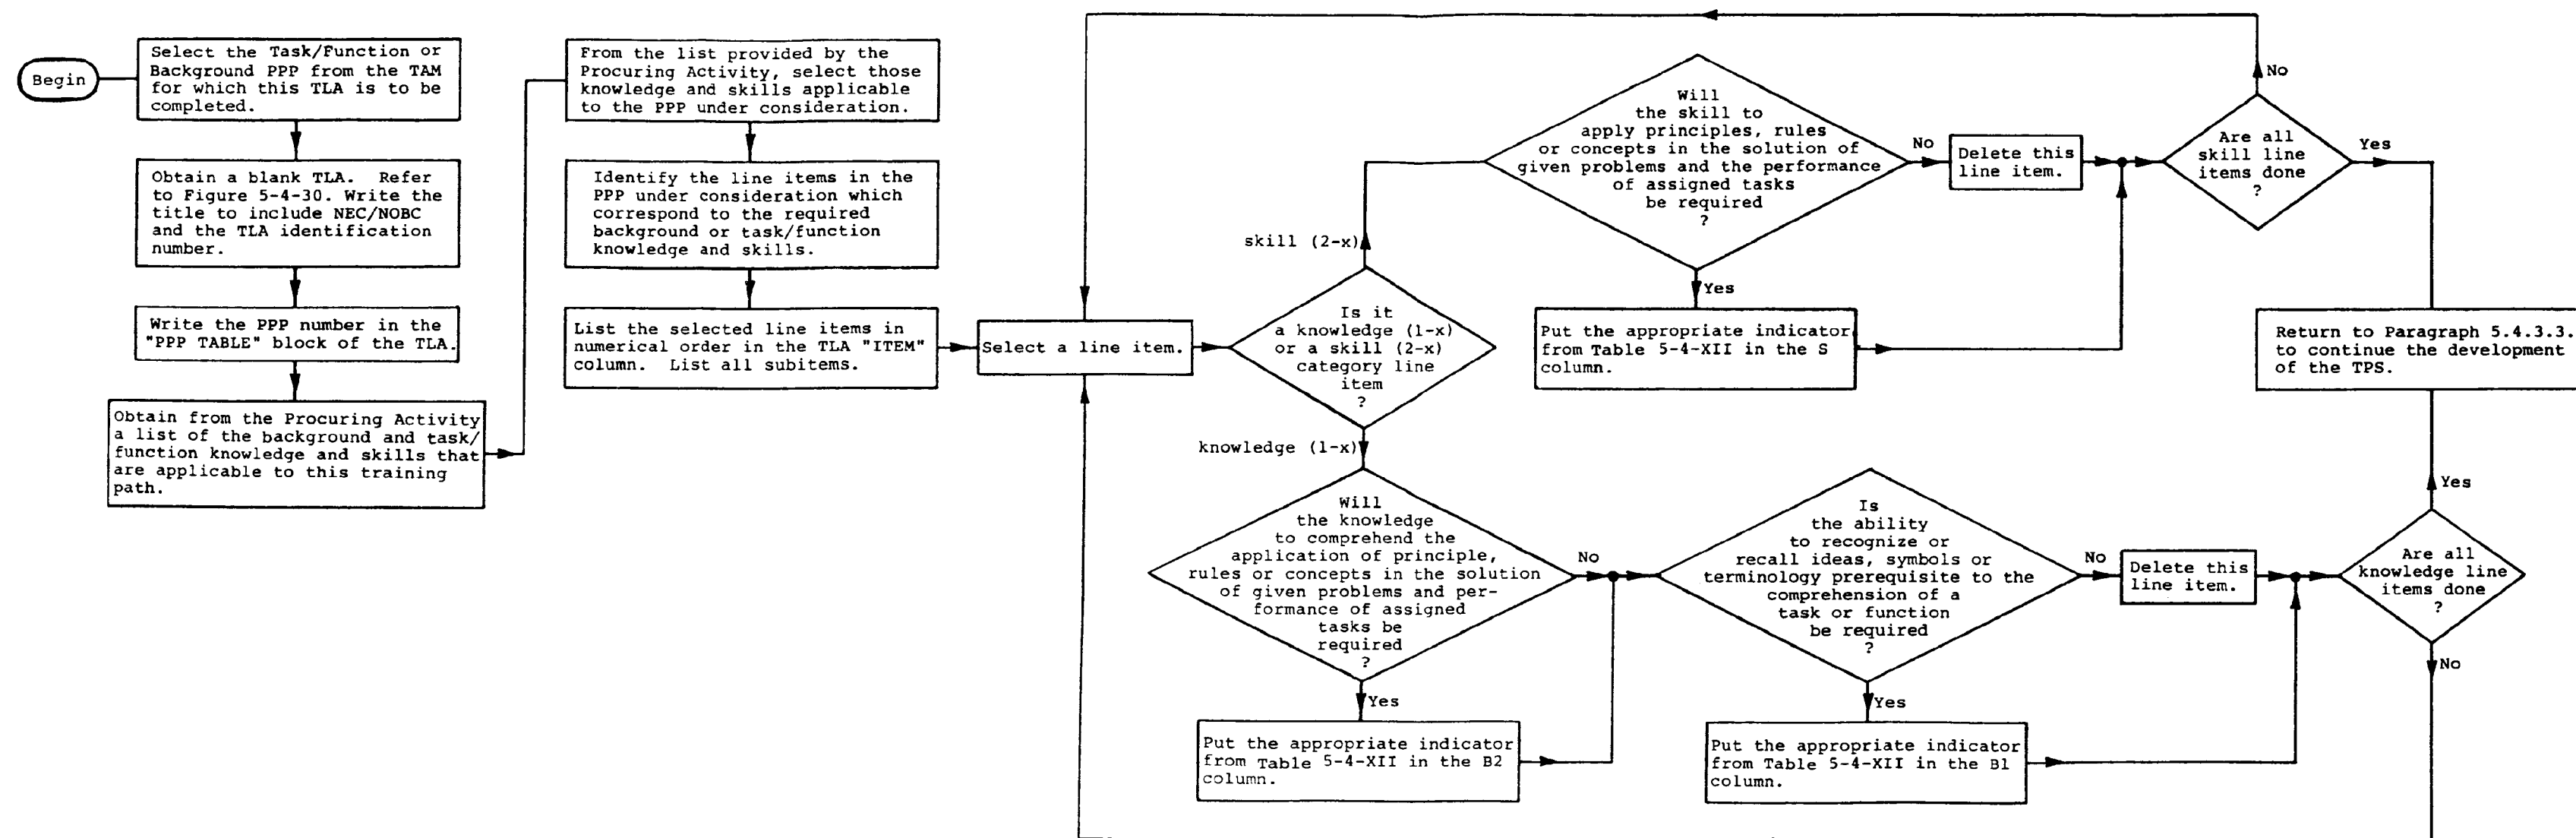 Begin
Select the Task/Function or
Background PPP from the TAM
for which this TLA is to be
completed.
Obtain a blank TLA. Refer
to Figure 5-4-30. Write the
title to include NEC/NOBC
and the TLA identification
number.
Write the PPP number in the
"PPP TABLE" block of the TLA.
Obtain from the Procuring Activity
a list of the background and task/
function knowledge and skills that
are applicable to this training
path.
From the list provided by the
Procuring Activity, select those
knowledge and skills applicable
to the PPP under consideration.
Identify the line items in the
PPP under consideration which
correspond to the required
background or task/function
knowledge and skills.
List the selected line items in
numerical order in the TLA "ITEM"
column. List all subitems.
Select a line item.
Is it
a knowledge (1-x)
or a skill (2-x)
category line
item
?
skill (2-x)
Will
the skill to
apply principles, rules
or concepts in the solution of
given problems and the performance
of assigned tasks
be required
?
No
Delete this
line item.
Yes
Put the appropriate indicator
from Table 5-4-XII in the S
column.
Are all
skill line
items done
?
No
Yes
Return to Paragraph 5.4.3.3.
to continue the development
of the TPS.
knowledge (1-x)
Will
the knowledge
to comprehend the
application of principle,
rules or concepts in the solution
of given problems and per-
formance of assigned
tasks be
required
?
No
Yes
Put the appropriate indicator
from Table 5-4-XII in the B2
column.
Is
the ability
to recognize or
recall ideas, symbols or
terminology prerequisite to the
comprehension of a
task or function
be required
?
No
Delete this
line item.
Yes
Put the appropriate indicator
from Table 5-4-XII in the B1
column.
Are all
knowledge line
items done
?
Yes
No